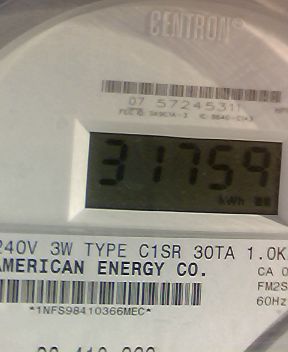 CENTRON®
07 57245311
31759
kWh
240V 3W TYPE C1SR 30TA 1.0K
AMERICAN ENERGY CO.
CA 0
FM2S
60Hz
*1NFS98410366MEC*